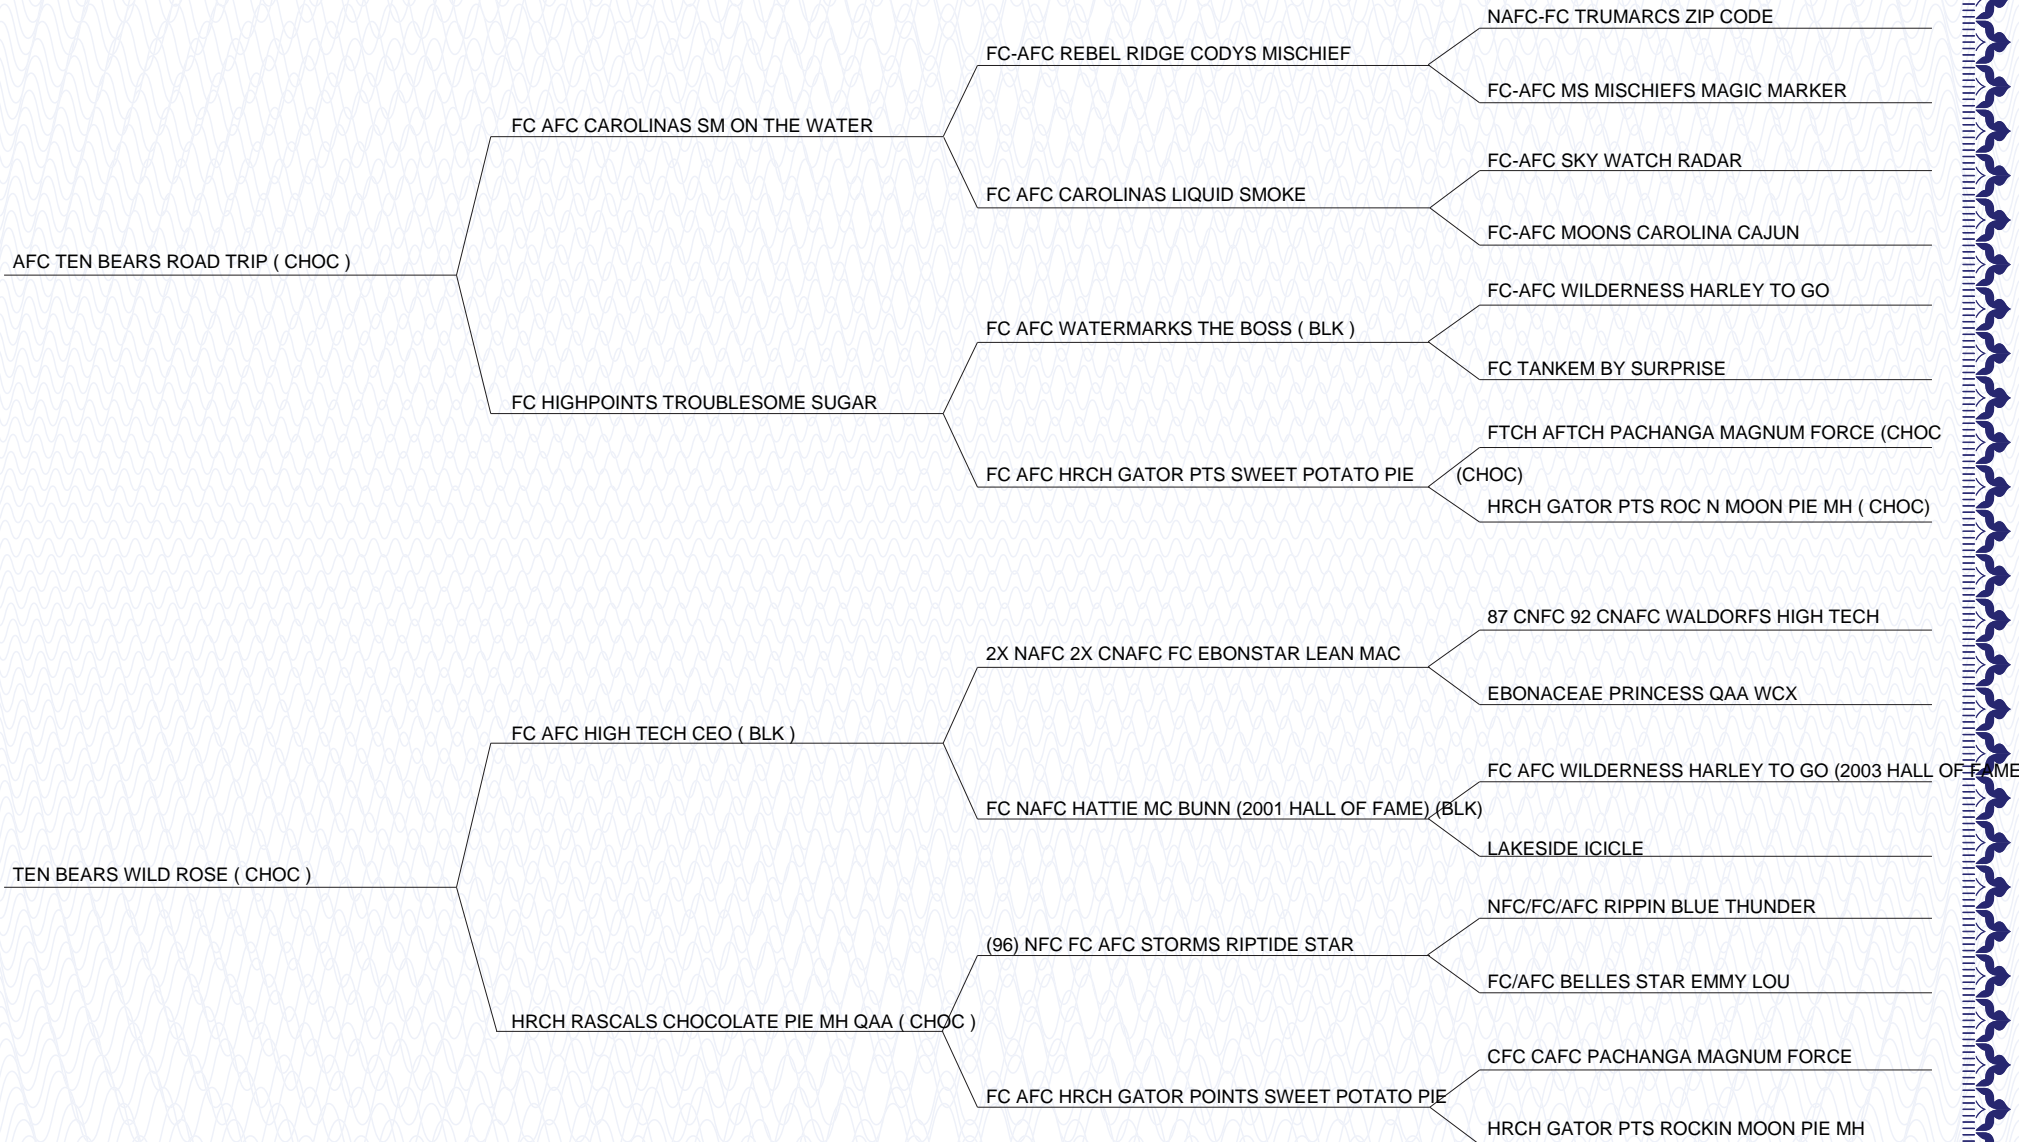 NAFC-FC TRUMARCS ZIP CODE
FC-AFC REBEL RIDGE CODYS MISCHIEF
FC-AFC MS MISCHIEFS MAGIC MARKER
FC AFC CAROLINAS SM ON THE WATER
FC-AFC SKY WATCH RADAR
FC AFC CAROLINAS LIQUID SMOKE
FC-AFC MOONS CAROLINA CAJUN
AFC TEN BEARS ROAD TRIP ( CHOC )
FC-AFC WILDERNESS HARLEY TO GO
FC AFC WATERMARKS THE BOSS ( BLK )
FC TANKEM BY SURPRISE
FC HIGHPOINTS TROUBLESOME SUGAR
FTCH AFTCH PACHANGA MAGNUM FORCE (CHOC
FC AFC HRCH GATOR PTS SWEET POTATO PIE (CHOC)
HRCH GATOR PTS ROC N MOON PIE MH ( CHOC)
87 CNFC 92 CNAFC WALDORFS HIGH TECH
2X NAFC 2X CNAFC FC EBONSTAR LEAN MAC
EBONACEAE PRINCESS QAA WCX
FC AFC HIGH TECH CEO ( BLK )
FC AFC WILDERNESS HARLEY TO GO (2003 HALL OF FAME
FC NAFC HATTIE MC BUNN (2001 HALL OF FAME) (BLK)
LAKESIDE ICICLE
TEN BEARS WILD ROSE ( CHOC )
NFC/FC/AFC RIPPIN BLUE THUNDER
(96) NFC FC AFC STORMS RIPTIDE STAR
FC/AFC BELLES STAR EMMY LOU
HRCH RASCALS CHOCOLATE PIE MH QAA ( CHOC )
CFC CAFC PACHANGA MAGNUM FORCE
FC AFC HRCH GATOR POINTS SWEET POTATO PIE
HRCH GATOR PTS ROCKIN MOON PIE MH